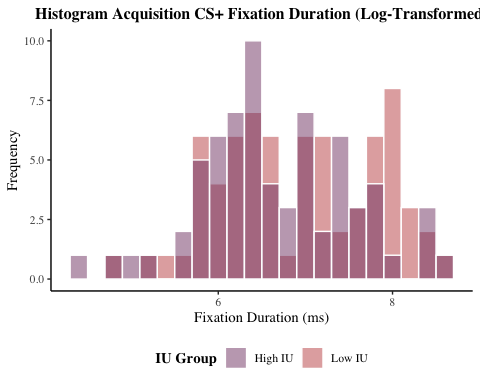 Histogram Acquisition CS+ Fixation Duration (Log-Transformed
10.0
7.5
5.0
2.5
0.0
Frequency
6 8
Fixation Duration (ms)
IU Group High IU Low IU